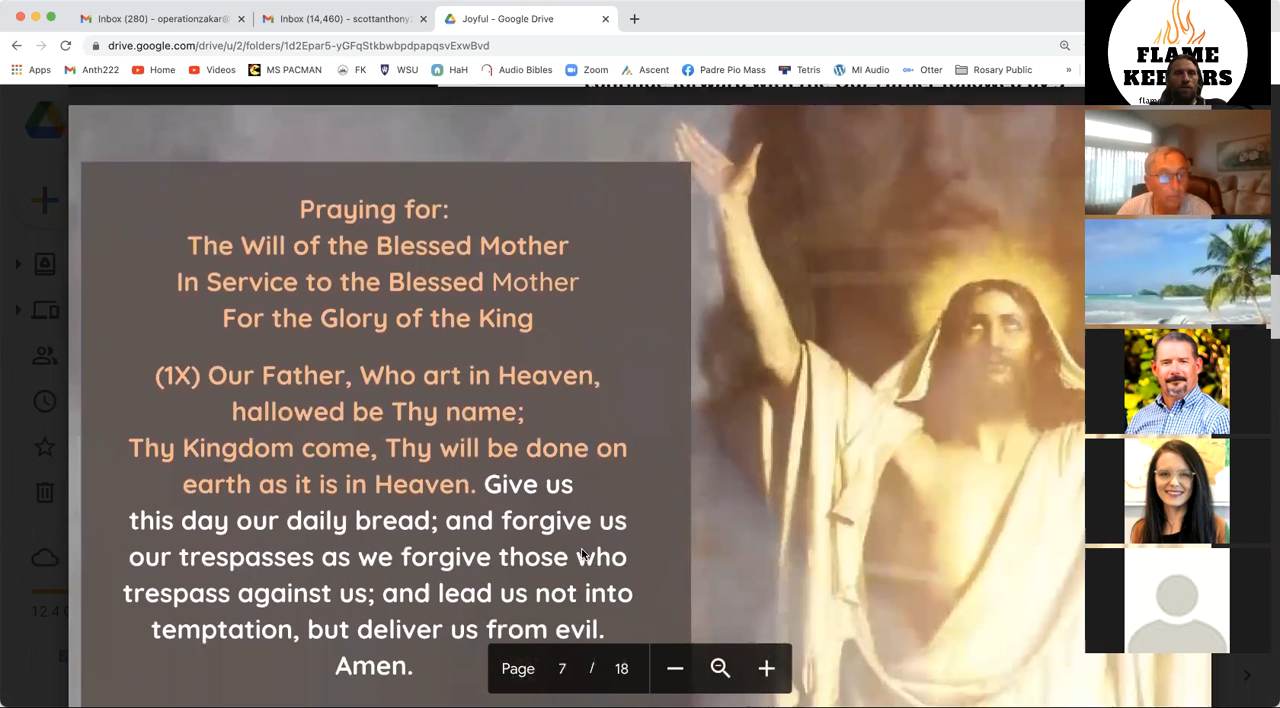 Inbox (280) - operationzakar@
Inbox (14,460) - scottanthony
Joyful - Google Drive
drive.google.com/drive/u/2/folders/1d2Epar5-yGFqStkbwbpdpapqsvExwBvd
Apps
Anth222
Home
Videos
MS PACMAN
FK
WSU
Audio Bibles
Zoom
Ascent
Padre Pio Mass
Tetris
MI Audio
Otter
Rosary Public
»
FLAME
KEEPERS
Praying for:
The Will of the Blessed Mother
In Service to the Blessed Mother
For the Glory of the King
(1X) Our Father, Who art in Heaven,
hallowed be Thy name;
Thy Kingdom come, Thy will be done on
earth as it is in Heaven. Give us
this day our daily bread; and forgive us
our trespasses as we forgive those who
trespass against us; and lead us not into
temptation, but deliver us from evil.
Amen.
12.4
Page 7 / 18